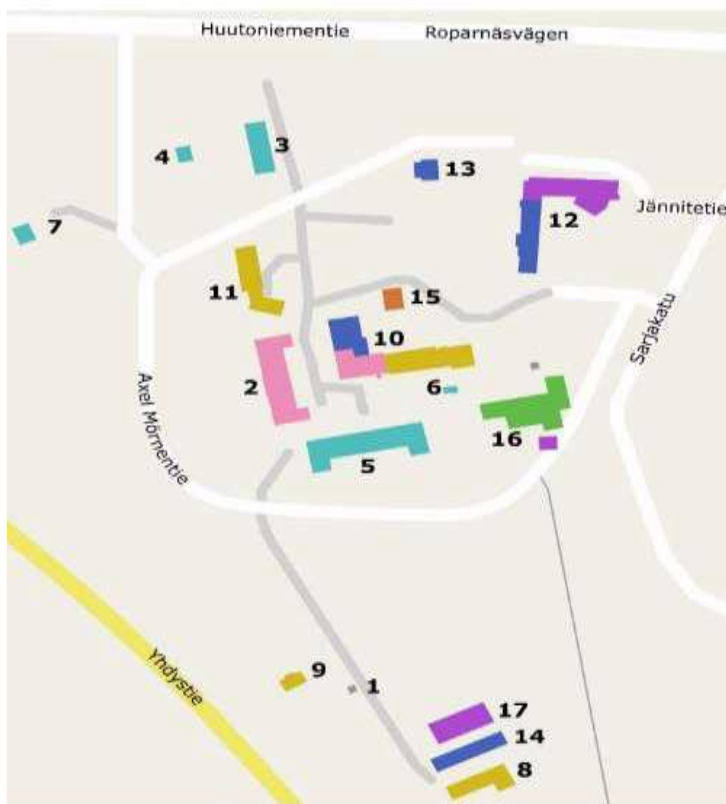 Huutoniementie
Roparnäsvägen
3
4
13
7
Jännitetie
12
11
15
10
Sarjakatu
2
6
Axel Mörnentie
16
5
Yhdystie
9
1
17
14
8